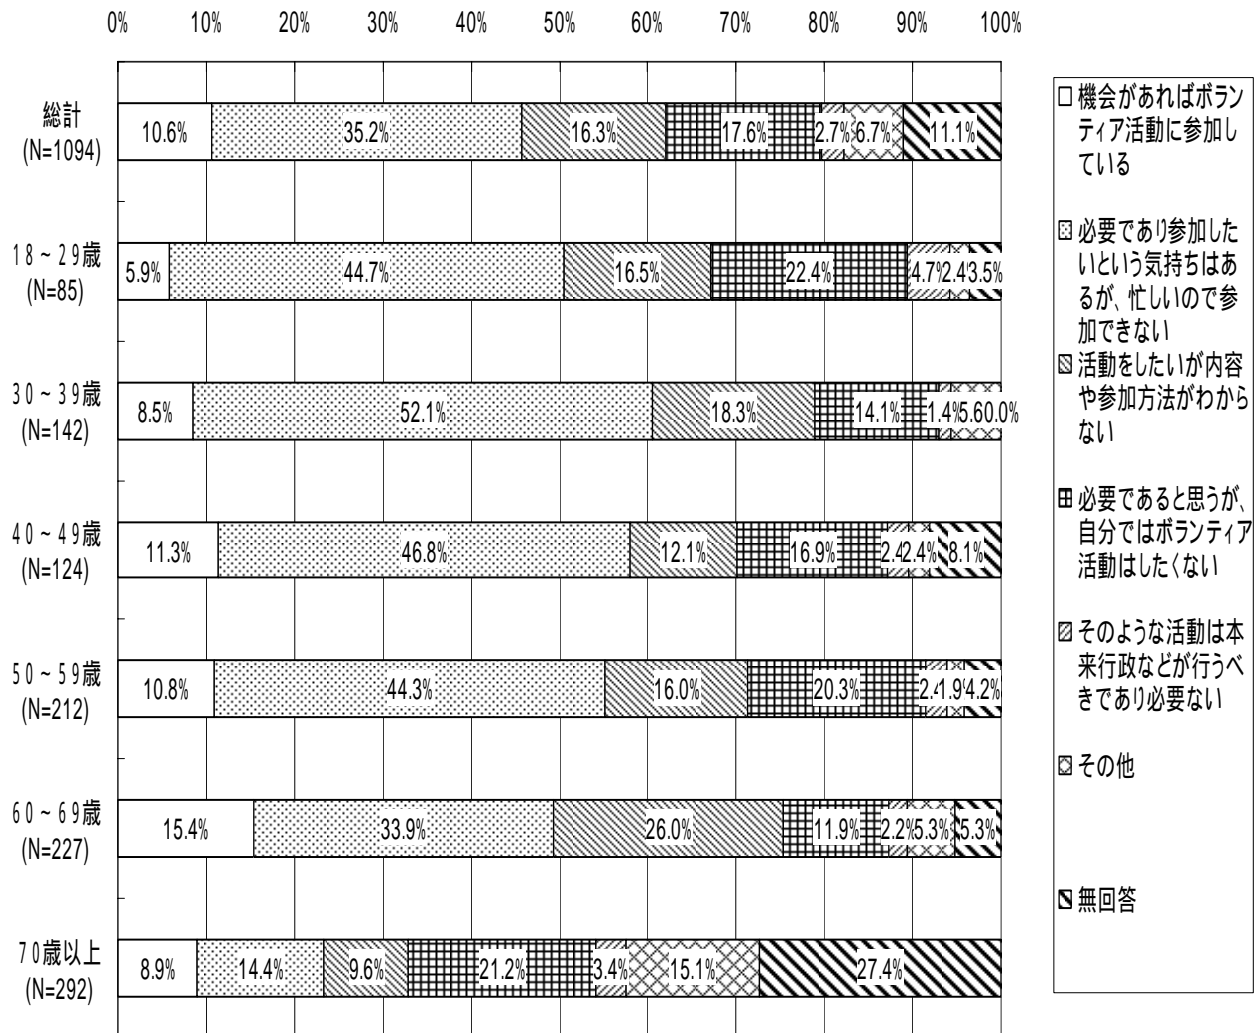 0% 10% 20% 30% 40% 50% 60% 70% 80% 90% 100%
総計
(N=1094)
10.6% 35.2% 16.3% 17.6% 2.7% 6.7% 11.1%
18~29歳
(N=85)
5.9% 44.7% 16.5% 22.4% 4.7% 2.4% 3.5%
30~39歳
(N=142)
8.5% 52.1% 18.3% 14.1% 1.4% 5.6 0.0%
40~49歳
(N=124)
11.3% 46.8% 12.1% 16.9% 2.4 2.4% 8.1%
50~59歳
(N=212)
10.8% 44.3% 16.0% 20.3% 2.4 1.9% 4.2%
60~69歳
(N=227)
15.4% 33.9% 26.0% 11.9% 2.2% 5.3% 5.3%
70歳以上
(N=292)
8.9% 14.4% 9.6% 21.2% 3.4% 15.1% 27.4%
機会があればボラン
ティア活動に参加し
ている
必要であり参加した
いという気持ちはあ
るが、忙しいので参
加できない
活動をしたいが内容
や参加方法がわから
ない
必要であると思うが、
自分ではボランティア
活動はしたくない
そのような活動は本
来行政などが行うべ
きであり必要ない
その他
無回答